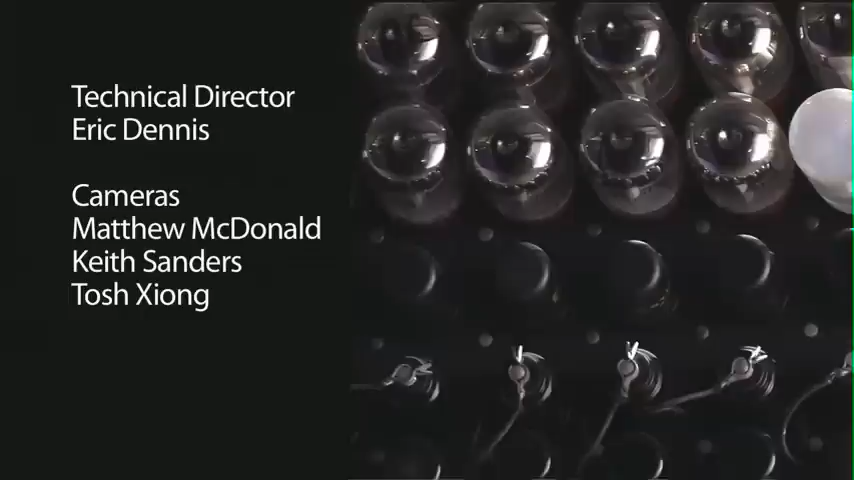 Technical Director
Eric Dennis
Cameras
Matthew McDonald
Keith Sanders
Tosh Xiong